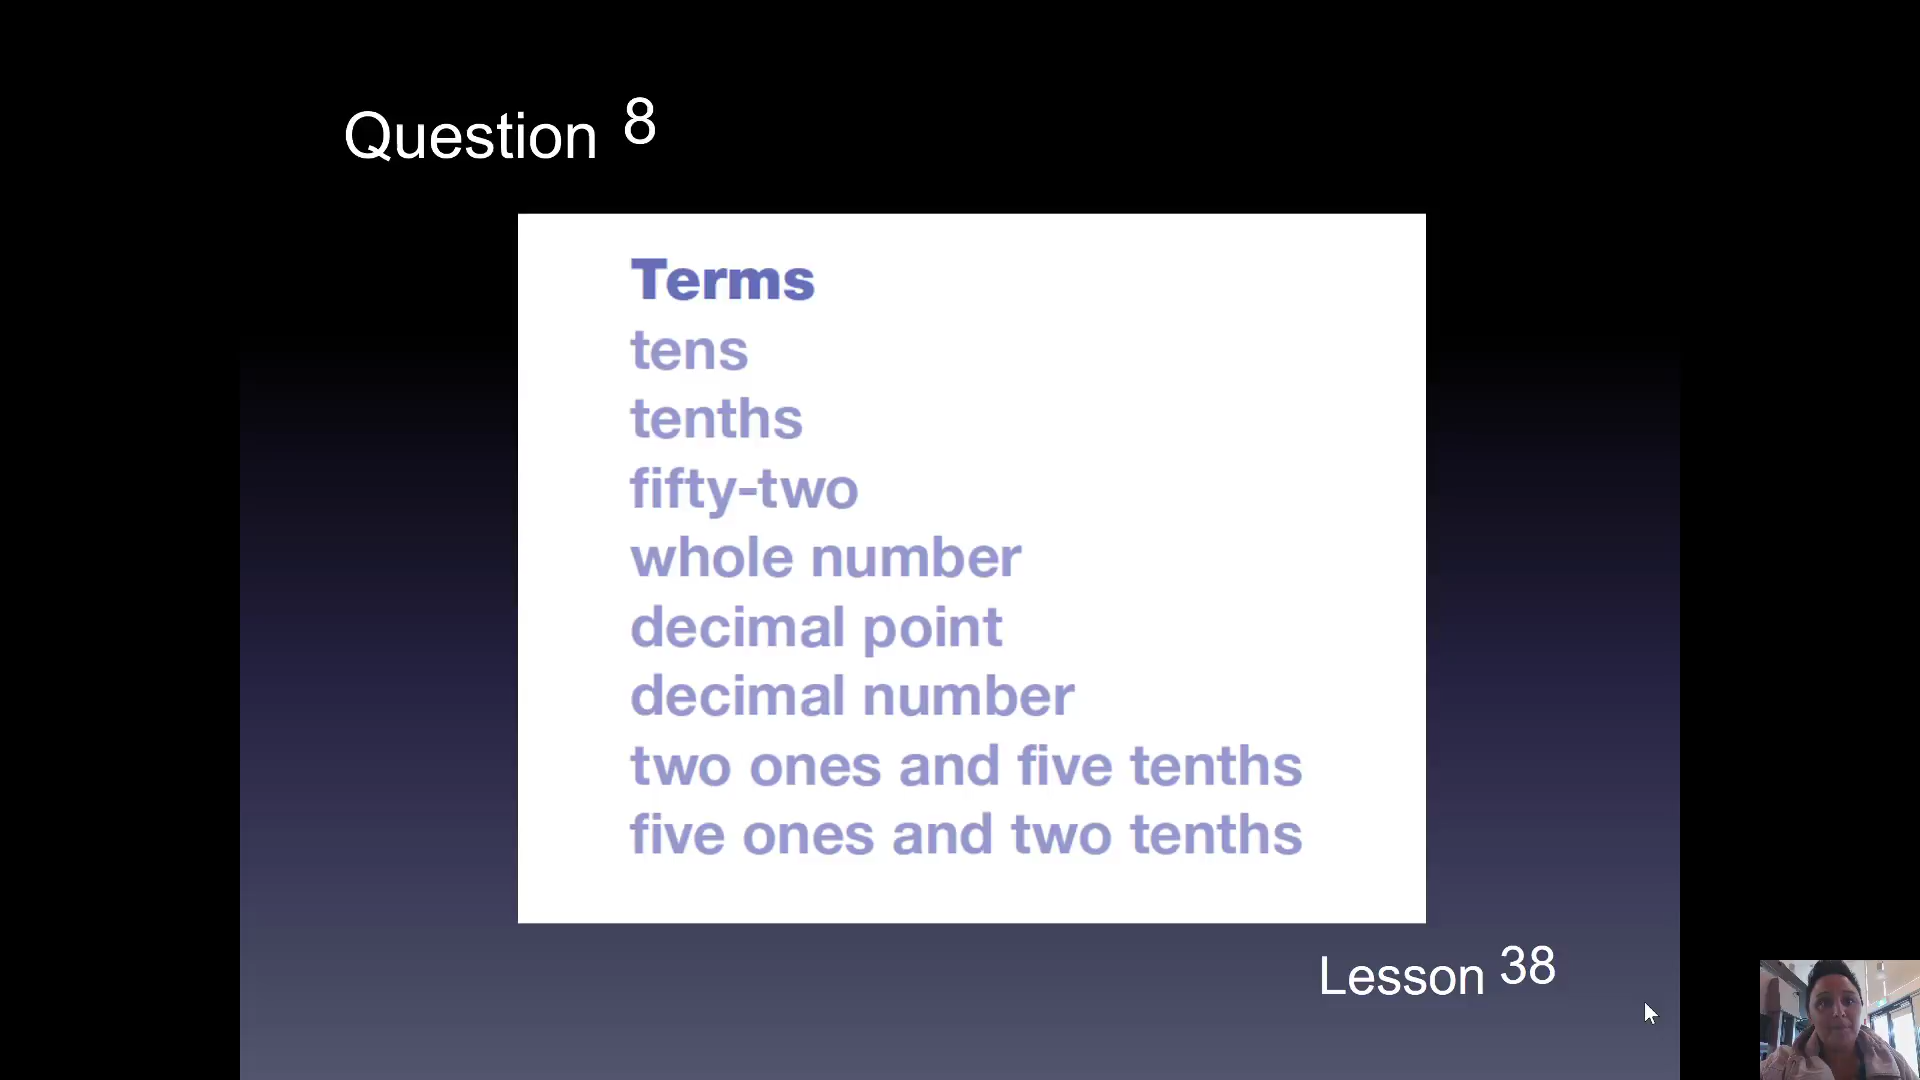 Question 8
Terms
tens
tenths
fifty-two
whole number
decimal point
decimal number
two ones and five tenths
five ones and two tenths
Lesson 38